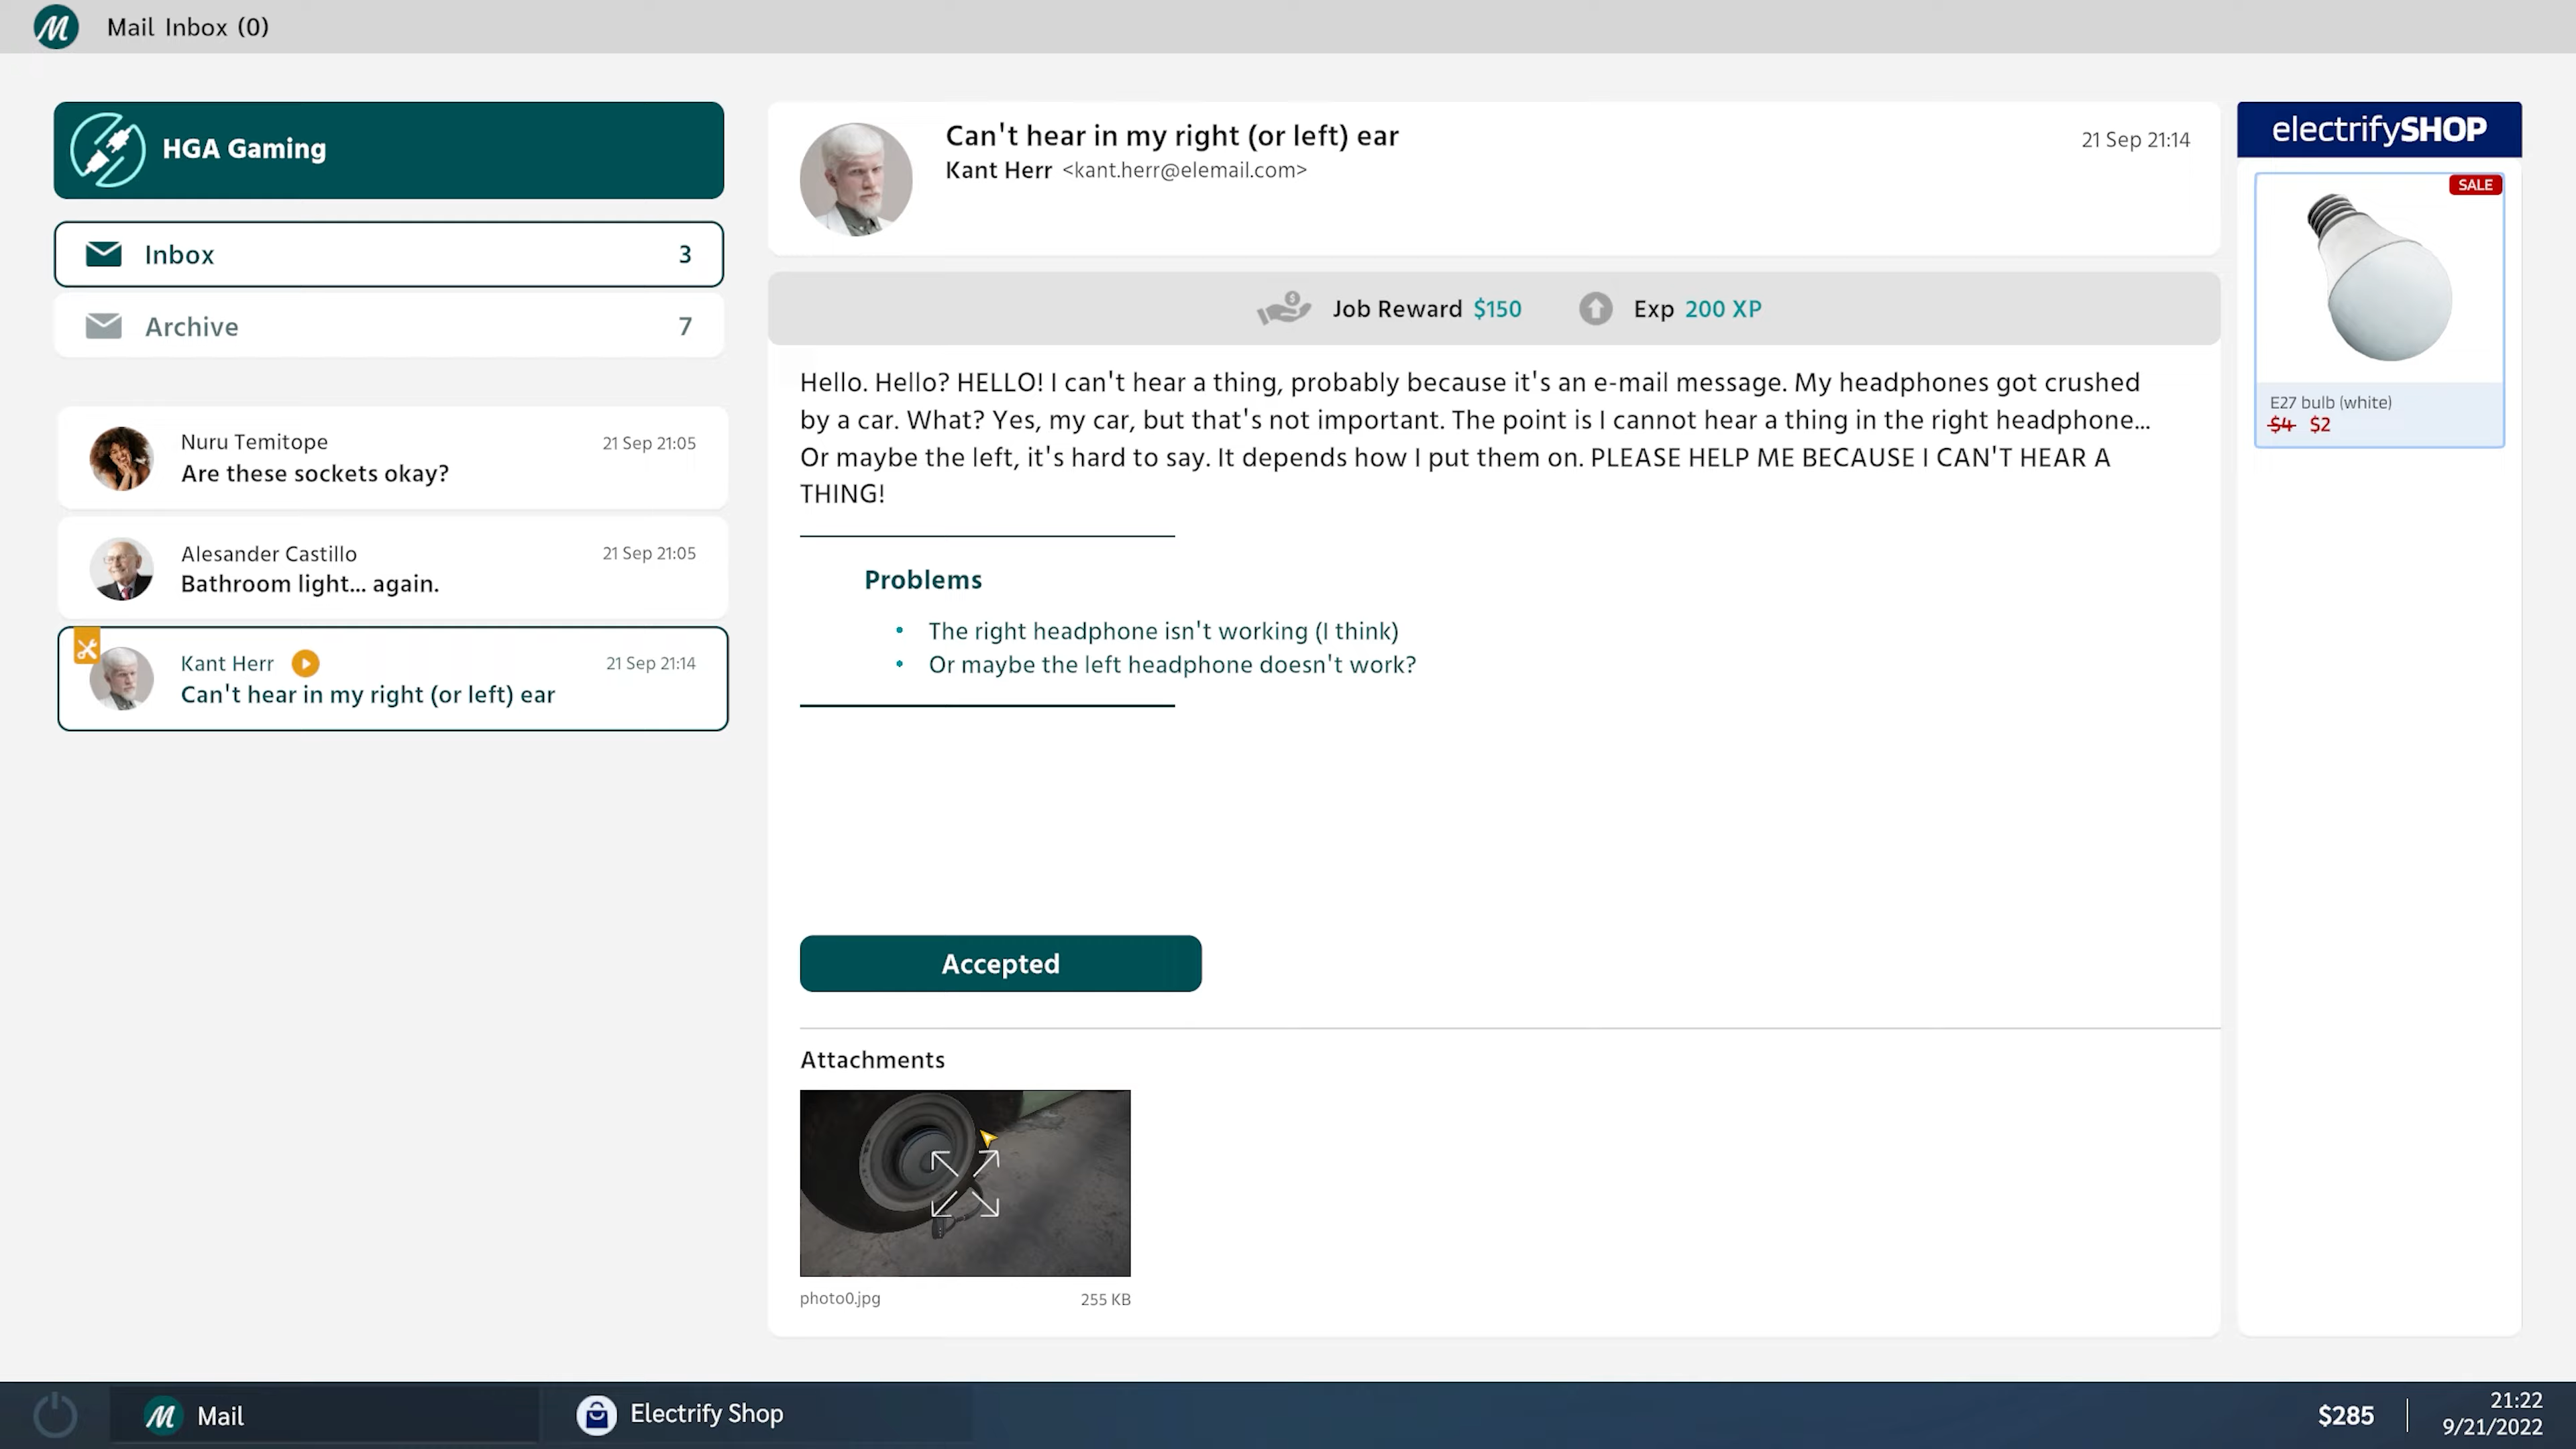 M Mail Inbox (0)
HGA Gaming
Inbox 3
Archive 7
Nuru Temitope 21 Sep 21:05
Are these sockets okay?
Alesander Castillo 21 Sep 21:05
Bathroom light... again.
Kant Herr 21 Sep 21:14
Can't hear in my right (or left) ear
Can't hear in my right (or left) ear
Kant Herr <kant.herr@elemail.com>
21 Sep 21:14
Job Reward $150 Exp 200 XP
Hello. Hello? HELLO! I can't hear a thing, probably because it's an e-mail message. My headphones got crushed
by a car. What? Yes, my car, but that's not important. The point is I cannot hear a thing in the right headphone...
Or maybe the left, it's hard to say. It depends how I put them on. PLEASE HELP ME BECAUSE I CAN'T HEAR A
THING!
Problems
• The right headphone isn't working (I think)
• Or maybe the left headphone doesn't work?
Accepted
Attachments
photo0.jpg 255 KB
electrifySHOP
SALE
E27 bulb (white)
$4 $2
M Mail
Electrify Shop
$285
21:22
9/21/2022